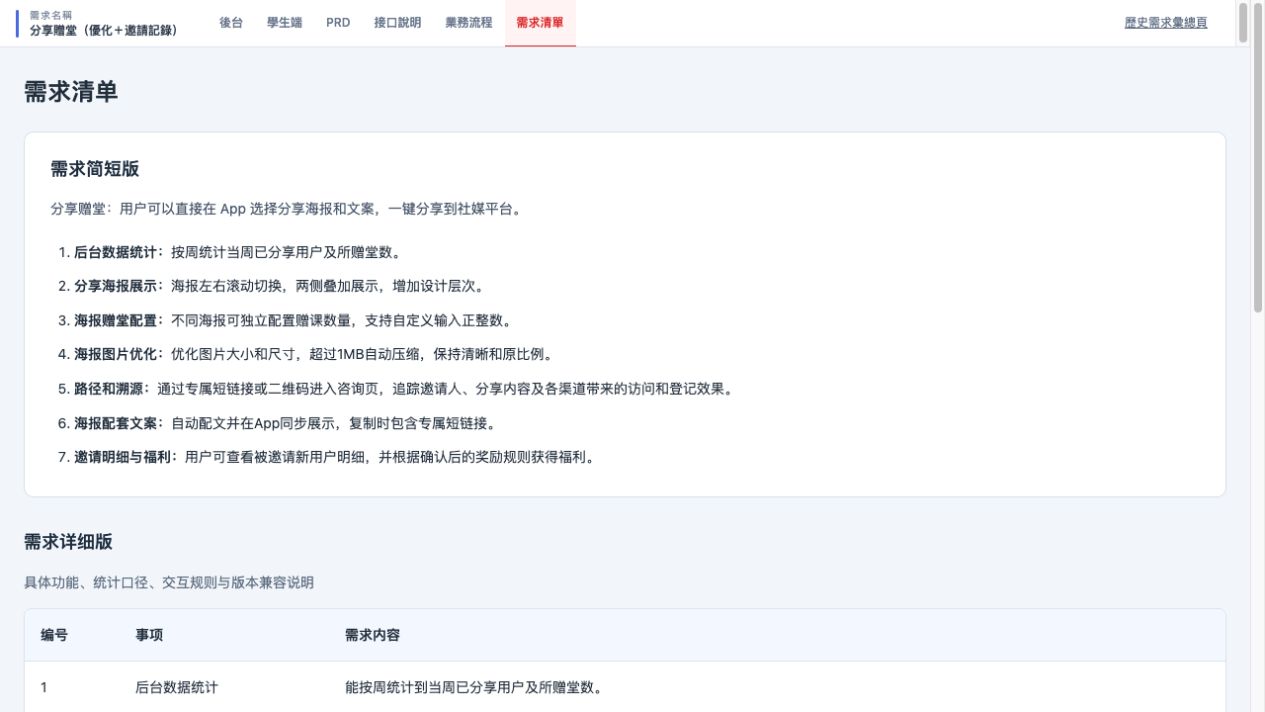 需求名稱
分享贈堂（優化＋邀請記錄）
後台 學生端 PRD 接口說明 業務流程 需求清單
歷史需求彙總頁
需求清单
需求简短版
分享赠堂：用户可以直接在 App 选择分享海报和文案，一键分享到社媒平台。
1. 后台数据统计：按周统计当周已分享用户及所赠堂数。
2. 分享海报展示：海报左右滚动切换，两侧叠加展示，增加设计层次。
3. 海报赠堂配置：不同海报可独立配置赠课数量，支持自定义输入正整数。
4. 海报图片优化：优化图片大小和尺寸，超过1MB自动压缩，保持清晰和原比例。
5. 路径和溯源：通过专属短链接或二维码进入咨询页，追踪邀请人、分享内容及各渠道带来的访问和登记效果。
6. 海报配套文案：自动配文并在App同步展示，复制时包含专属短链接。
7. 邀请明细与福利：用户可查看被邀请新用户明细，并根据确认后的奖励规则获得福利。
需求详细版
具体功能、统计口径、交互规则与版本兼容说明
编号 事项 需求内容
1 后台数据统计 能按周统计到当周已分享用户及所赠堂数。